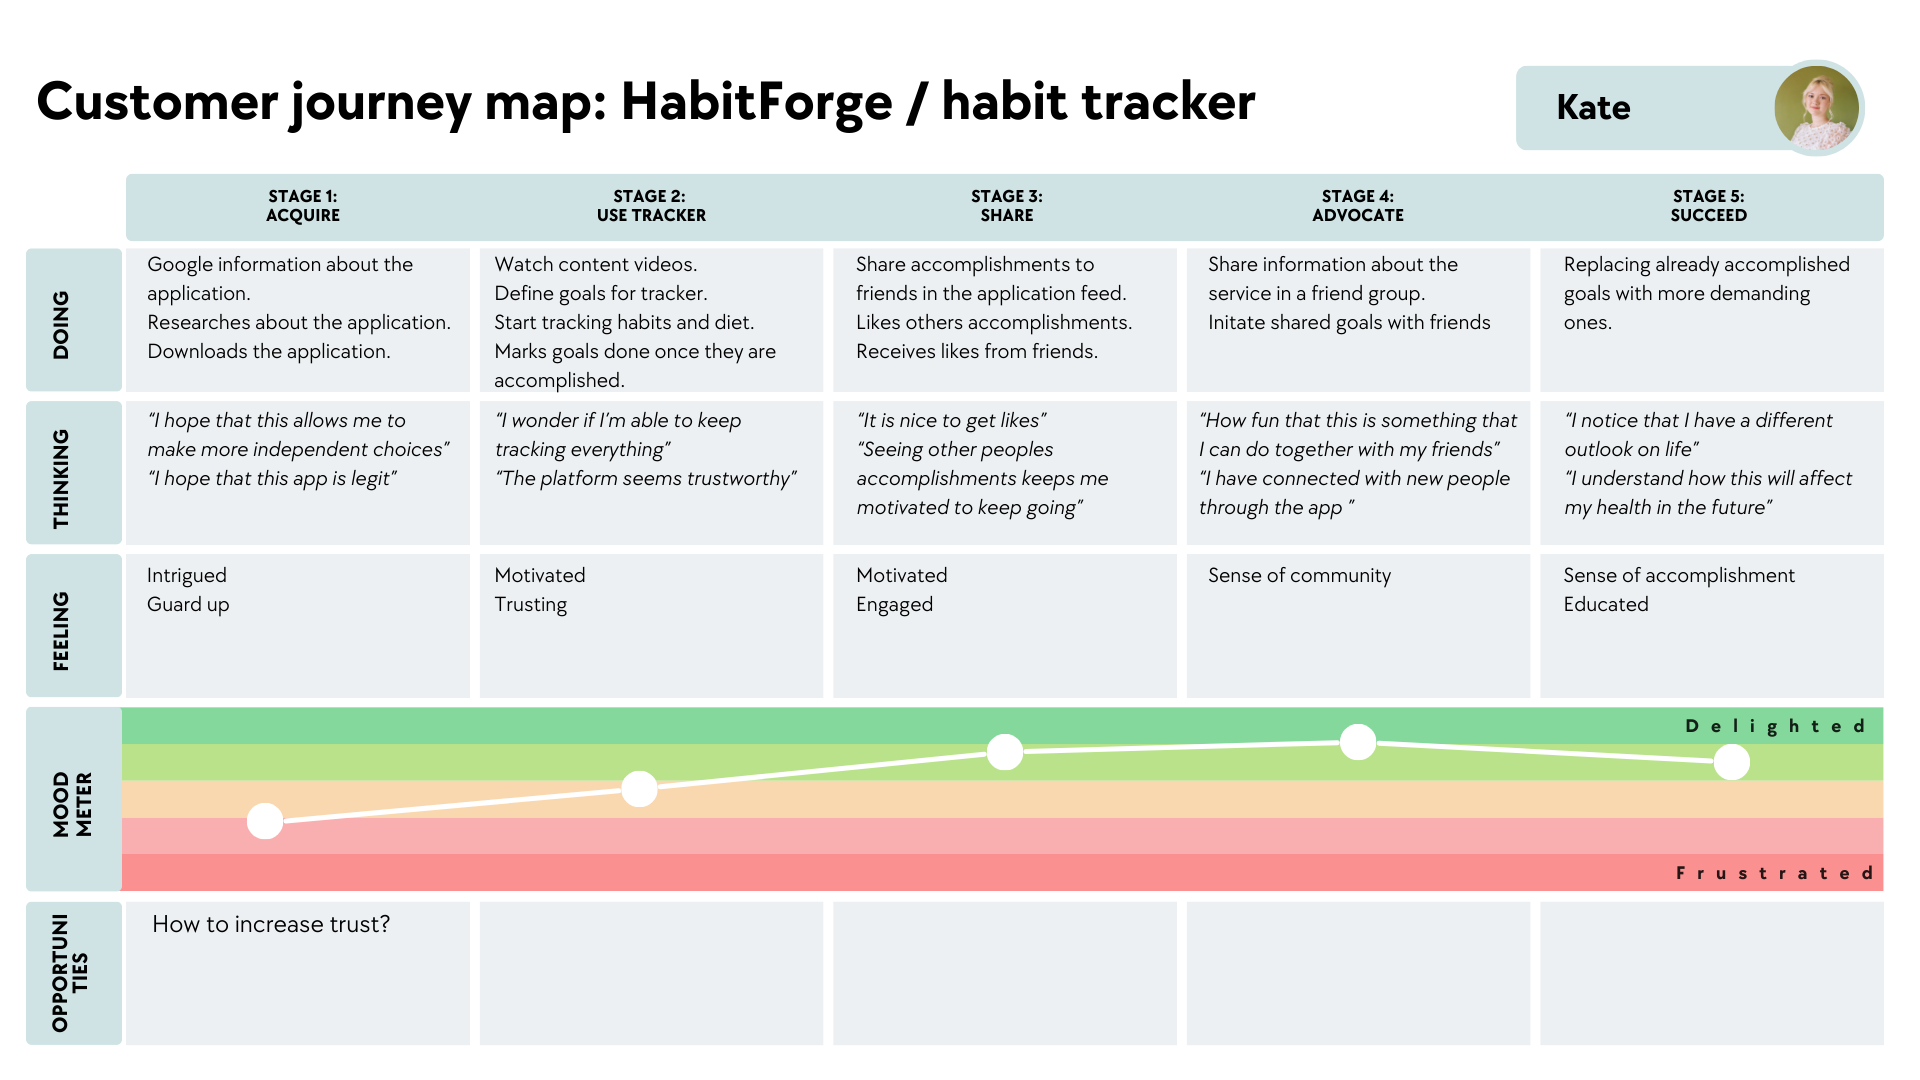 Customer journey map: HabitForge / habit tracker
Kate
STAGE 1:
ACQUIRE
STAGE 2:
USE TRACKER
STAGE 3:
SHARE
STAGE 4:
ADVOCATE
STAGE 5:
SUCCEED
DOING
Google information about the
application.
Researches about the application.
Downloads the application.
Watch content videos.
Define goals for tracker.
Start tracking habits and diet.
Marks goals done once they are
accomplished.
Share accomplishments to
friends in the application feed.
Likes others accomplishments.
Receives likes from friends.
Share information about the
service in a friend group.
Initate shared goals with friends
Replacing already accomplished
goals with more demanding
ones.
THINKING
“I hope that this allows me to
make more independent choices”
“I hope that this app is legit”
“I wonder if I’m able to keep
tracking everything”
“The platform seems trustworthy”
“It is nice to get likes”
“Seeing other peoples
accomplishments keeps me
motivated to keep going”
“How fun that this is something that
I can do together with my friends”
“I have connected with new people
through the app ”
“I notice that I have a different
outlook on life”
“I understand how this will affect
my health in the future”
FEELING
Intrigued
Guard up
Motivated
Trusting
Motivated
Engaged
Sense of community
Sense of accomplishment
Educated
MOOD
METER
Delighted
Frustrated
OPPORTUNI
TIES
How to increase trust?